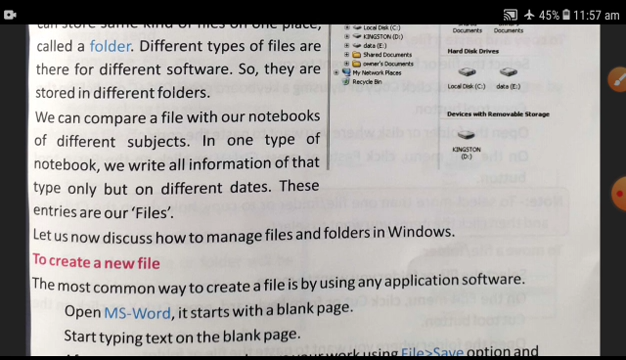 45% 11:57 am
can store same kind of files on one place,
called a folder. Different types of files are
there for different software. So, they are
stored in different folders.
We can compare a file with our notebooks
of different subjects. In one type of
notebook, we write all information of that
type only but on different dates. These
entries are our 'Files'.
Let us now discuss how to manage files and folders in Windows.
To create a new file
The most common way to create a file is by using any application software.
Open MS-Word, it starts with a blank page.
Start typing text on the blank page.
your work using File>Save option and
Local Disk (C:)
KINGSTON (D:)
data (E:)
Shared Documents
owner's Documents
My Network Places
Recycle Bin
Documents Documents
Hard Disk Drives
Local Disk (C:) data (E:)
Devices with Removable Storage
KINGSTON
(D:)